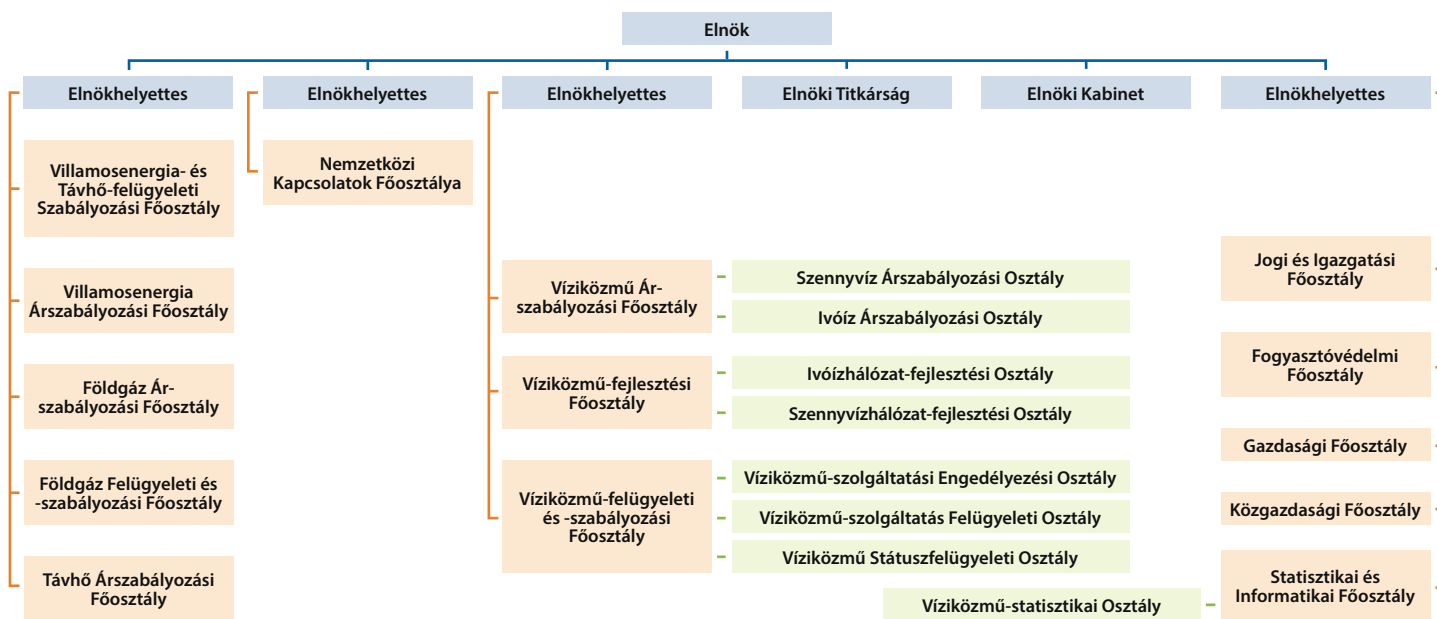 Elnök
Elnökhelyettes
Elnökhelyettes
Elnökhelyettes
Elnöki Titkárság
Elnöki Kabinet
Elnökhelyettes
Villamosenergia- és
Távhő-felügyeleti
Szabályozási Főosztály
Villamosenergia
Árszabályozási Főosztály
Földgáz Ár-
szabályozási Főosztály
Földgáz Felügyeleti és
-szabályozási Főosztály
Távhő Árszabályozási
Főosztály
Nemzetközi
Kapcsolatok Főosztálya
Víziközmű Ár-
szabályozási Főosztály
Szennyvíz Árszabályozási Osztály
Ivóíz Árszabályozási Osztály
Víziközmű-fejlesztési
Főosztály
Ivóízhálózat-fejlesztési Osztály
Szennyvízhálózat-fejlesztési Osztály
Víziközmű-felügyeleti
és -szabályozási
Főosztály
Víziközmű-szolgáltatási Engedélyezési Osztály
Víziközmű-szolgáltatás Felügyeleti Osztály
Víziközmű Státuszfelügyeleti Osztály
Jogi és Igazgatási
Főosztály
Fogyasztóvédelmi
Főosztály
Gazdasági Főosztály
Közgazdasági Főosztály
Statisztikai és
Informatikai Főosztály
Víziközmű-statisztikai Osztály